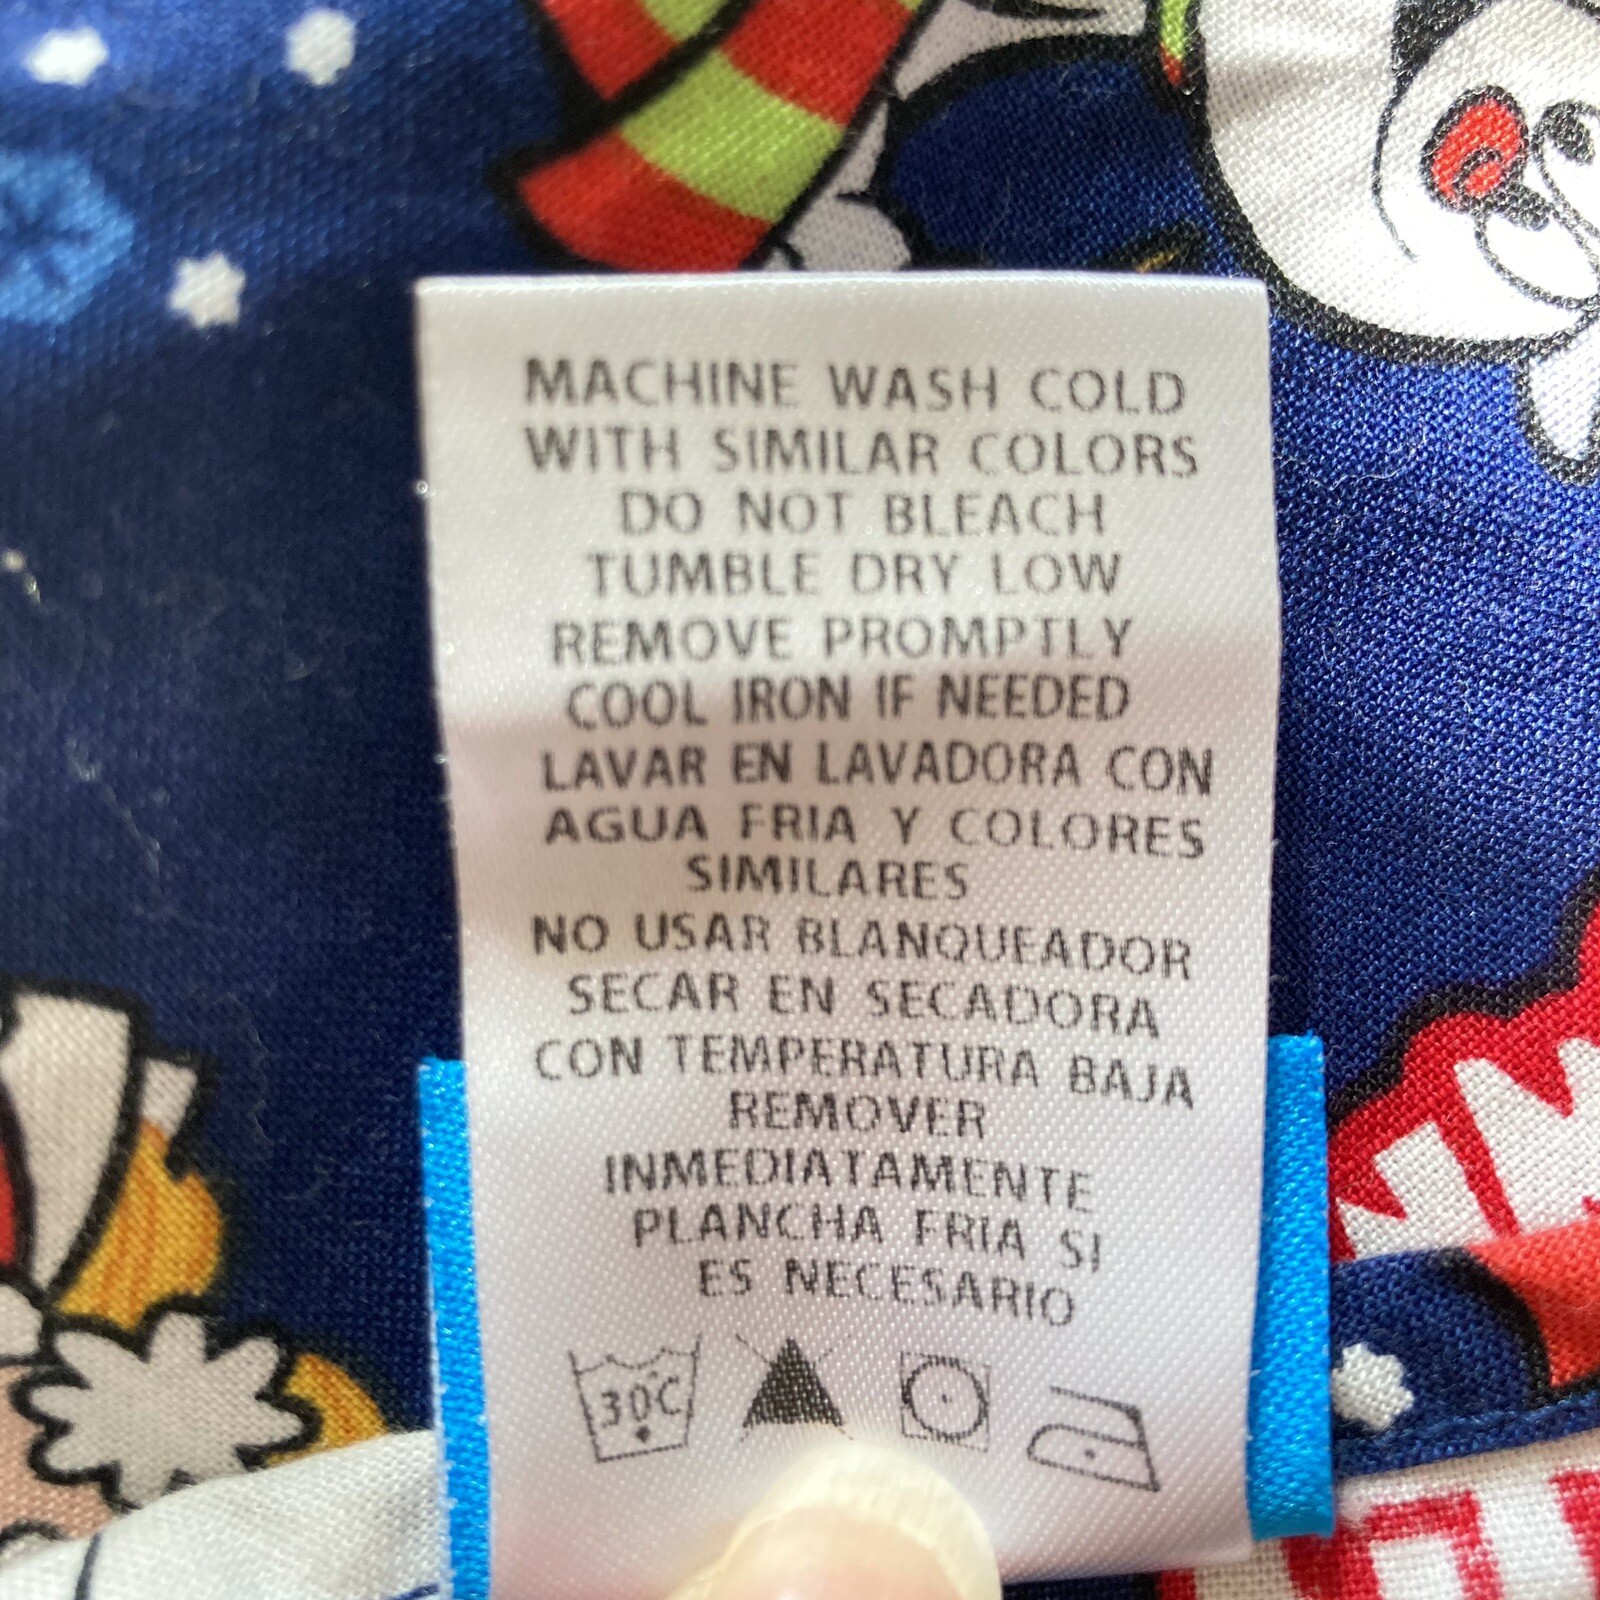 MACHINE WASH COLD
WITH SIMILAR COLORS
DO NOT BLEACH
TUMBLE DRY LOW
REMOVE PROMPTLY
COOL IRON IF NEEDED
LAVAR EN LAVADORA CON
AGUA FRIA Y COLORES
SIMILARES
NO USAR BLANQUEADOR
SECAR EN SECADORA
CON TEMPERATURA BAJA
REMOVER
INMEDIATAMENTE
PLANCHA FRIA SI
ES NECESARIO
30°C